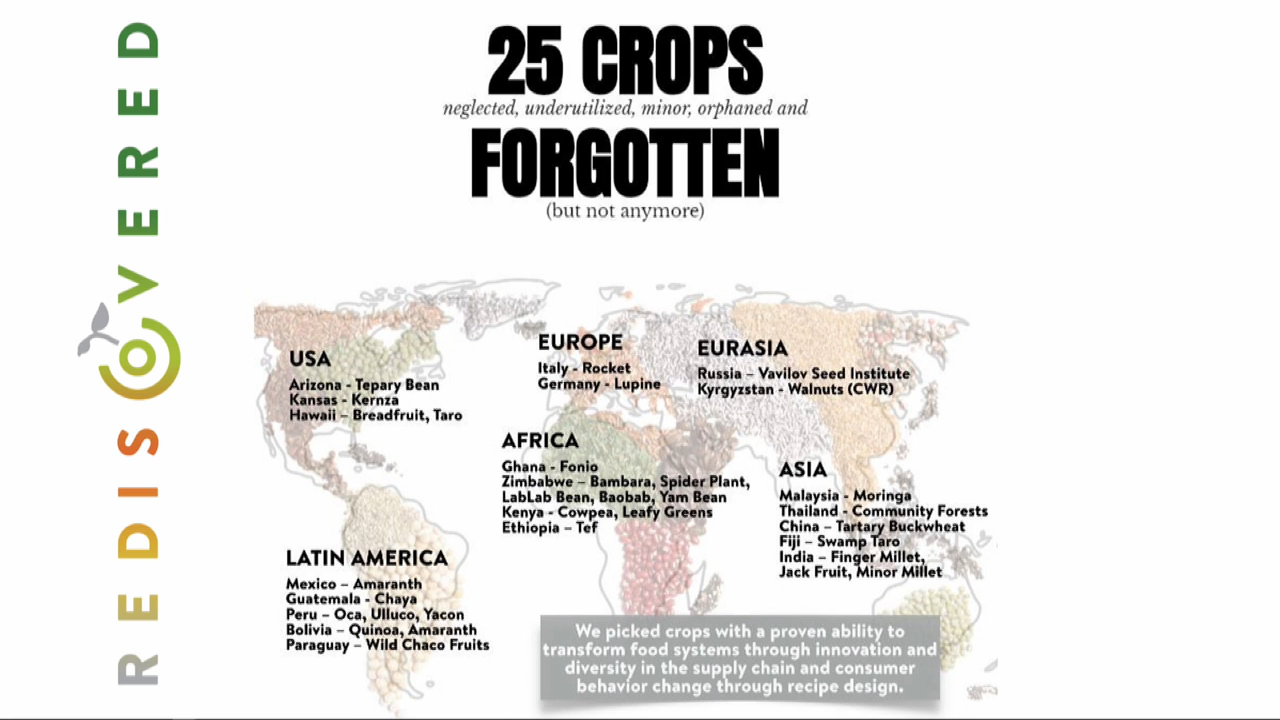 REDISCOVERED
25 CROPS
neglected, underutilized, minor, orphaned and
FORGOTTEN
(but not anymore)
USA
Arizona - Tepary Bean
Kansas - Kernza
Hawaii – Breadfruit, Taro
EUROPE
Italy - Rocket
Germany - Lupine
EURASIA
Russia – Vavilov Seed Institute
Kyrgyzstan - Walnuts (CWR)
AFRICA
Ghana - Fonio
Zimbabwe – Bambara, Spider Plant,
LabLab Bean, Baobab, Yam Bean
Kenya - Cowpea, Leafy Greens
Ethiopia – Tef
ASIA
Malaysia - Moringa
Thailand - Community Forests
China – Tartary Buckwheat
Fiji – Swamp Taro
India – Finger Millet,
Jack Fruit, Minor Millet
LATIN AMERICA
Mexico – Amaranth
Guatemala - Chaya
Peru – Oca, Ulluco, Yacon
Bolivia – Quinoa, Amaranth
Paraguay – Wild Chaco Fruits
We picked crops with a proven ability to
transform food systems through innovation and
diversity in the supply chain and consumer
behavior change through recipe design.